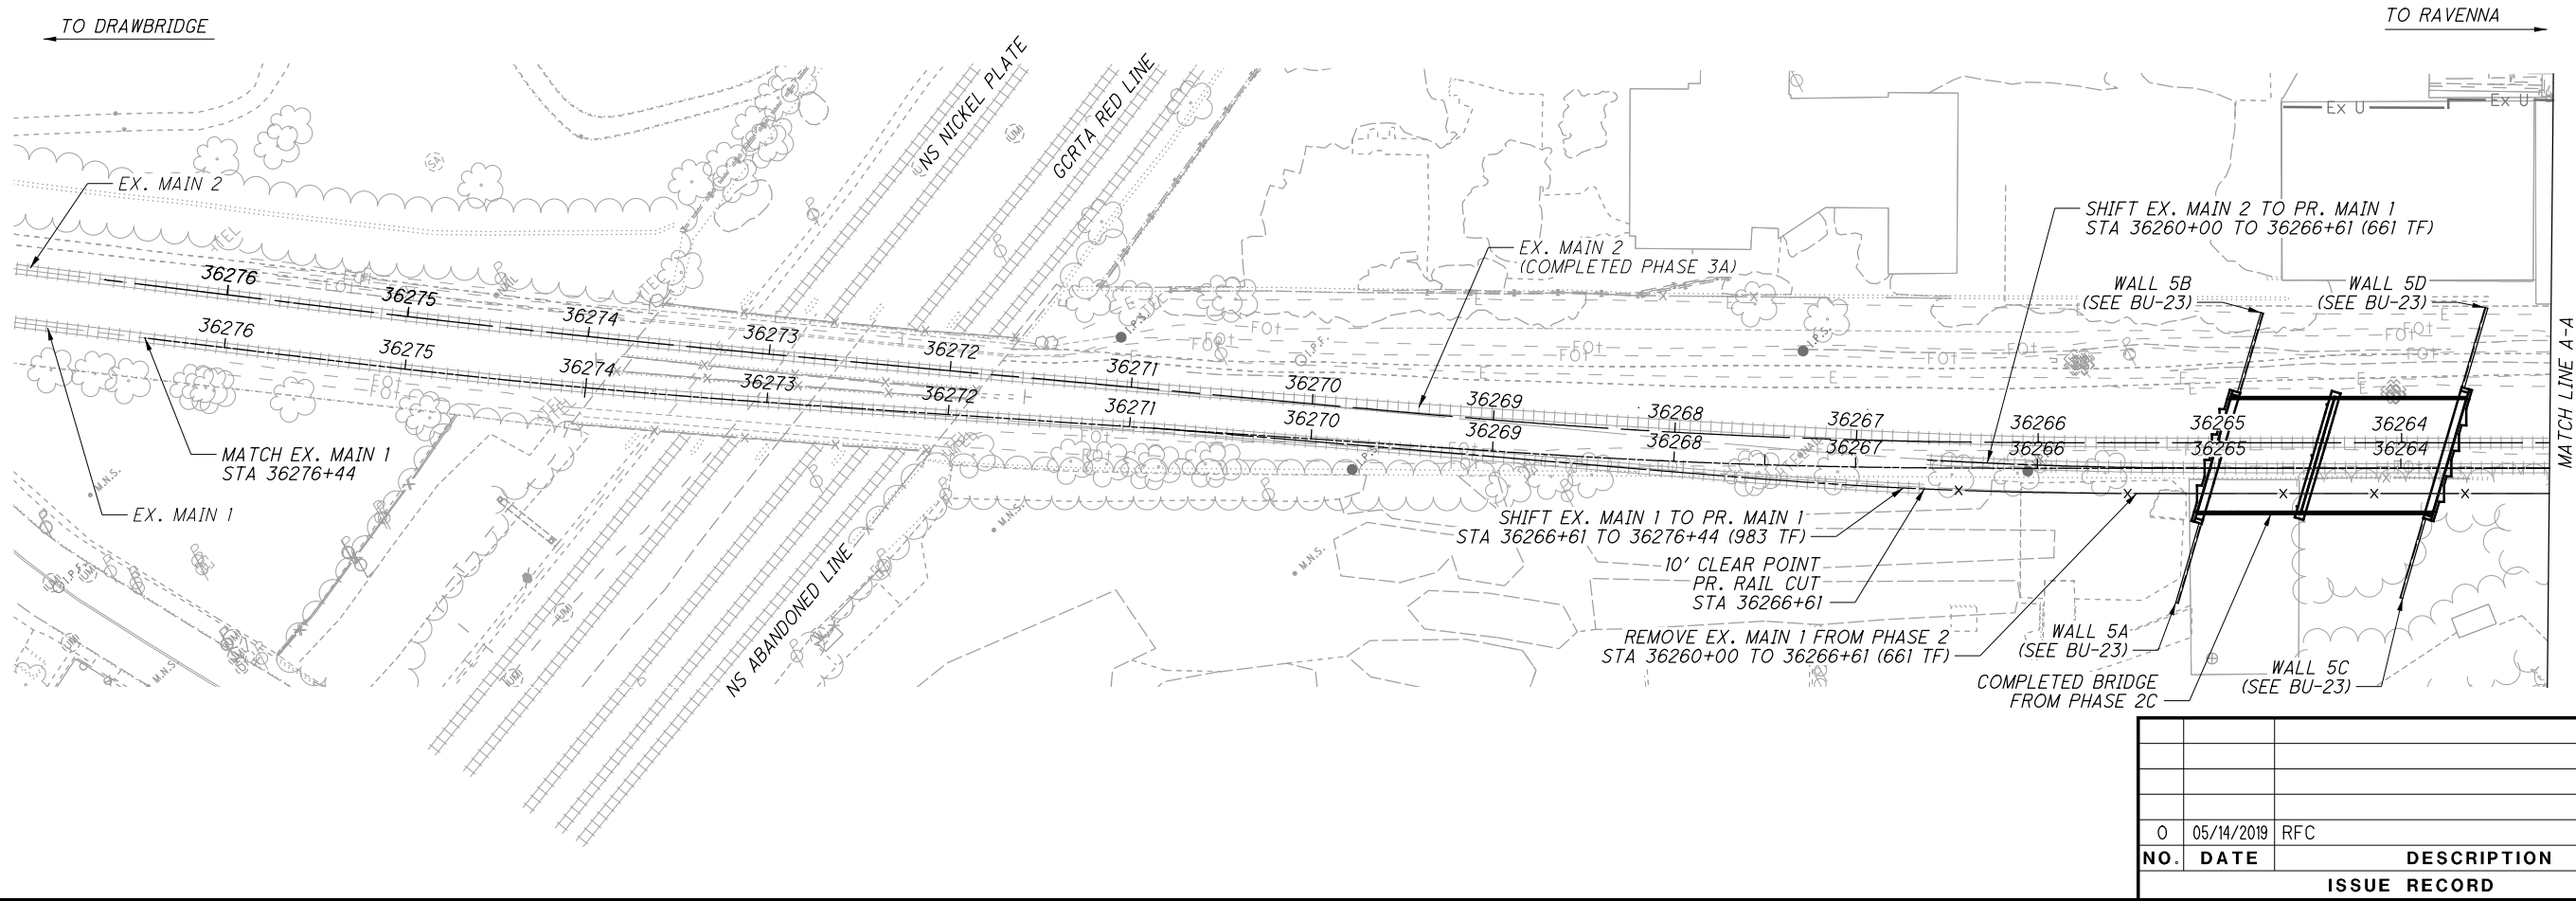 TO DRAWBRIDGE
TO RAVENNA
NS NICKEL PLATE
GCRTA RED LINE
Ex U
Ex U
EX. MAIN 2
SHIFT EX. MAIN 2 TO PR. MAIN 1
STA 36260+00 TO 36266+61 (661 TF)
EX. MAIN 2
(COMPLETED PHASE 3A)
WALL 5B
(SEE BU-23)
WALL 5D
(SEE BU-23)
MATCH LINE A-A
36276
36275
36274
36273
36272
36271
36270
36269
36268
36267
36266
36265
36264
36276
36275
36274
36273
36272
36271
36270
36269
36268
36267
36266
36265
36264
MATCH EX. MAIN 1
STA 36276+44
EX. MAIN 1
SHIFT EX. MAIN 1 TO PR. MAIN 1
STA 36266+61 TO 36276+44 (983 TF)
10' CLEAR POINT
PR. RAIL CUT
STA 36266+61
REMOVE EX. MAIN 1 FROM PHASE 2
STA 36260+00 TO 36266+61 (661 TF)
WALL 5A
(SEE BU-23)
WALL 5C
(SEE BU-23)
COMPLETED BRIDGE
FROM PHASE 2C
NS ABANDONED LINE
I.P.S.
I.P.F.
I.P.S.
I.P.S.
M.N.S.
M.N.S.
M.N.S.
M.N.S.
I.P.F.
0 05/14/2019 RFC
NO. DATE DESCRIPTION
ISSUE RECORD